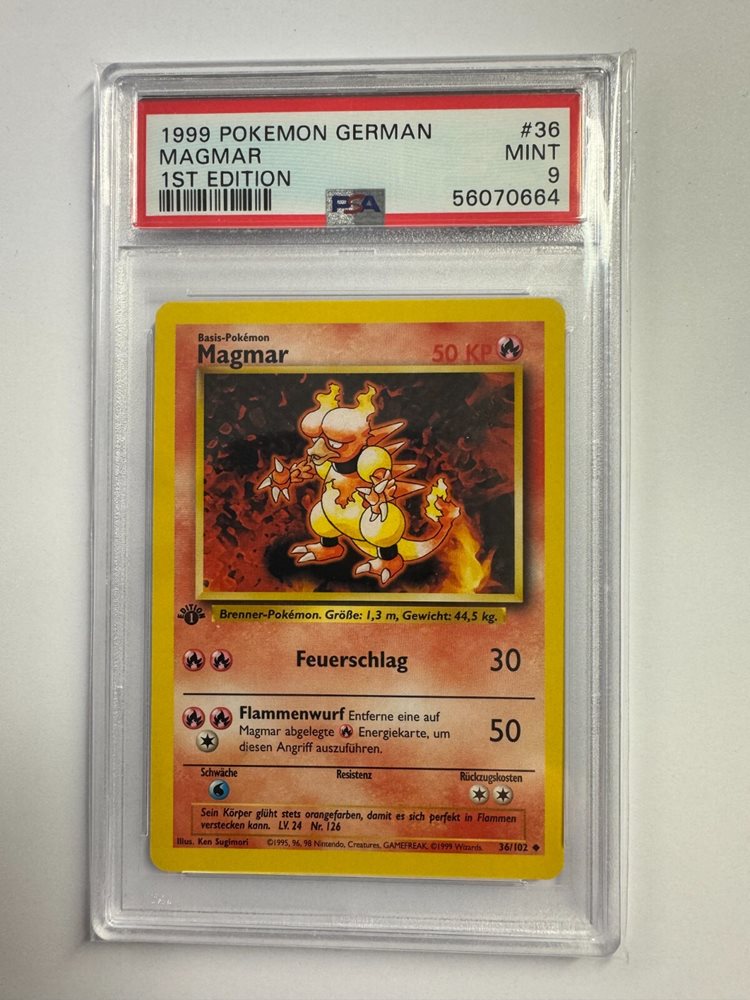 1999 POKEMON GERMAN #36
MAGMAR MINT
1ST EDITION 9
PSA 56070664
Basis-Pokémon
Magmar 50 KP
EDITION 1
Brenner-Pokémon. Größe: 1,3 m, Gewicht: 44,5 kg.
Feuerschlag 30
Flammenwurf Entferne eine auf
Magmar abgelegte Energiekarte, um
diesen Angriff auszuführen.
50
Schwäche Resistenz Rückzugskosten
Sein Körper glüht stets orangefarben, damit es sich perfekt in Flammen
verstecken kann. LV. 24 Nr. 126
Illus. Ken Sugimori ©1995, 96, 98 Nintendo, Creatures, GAMEFREAK. ©1999 Wizards. 36/102